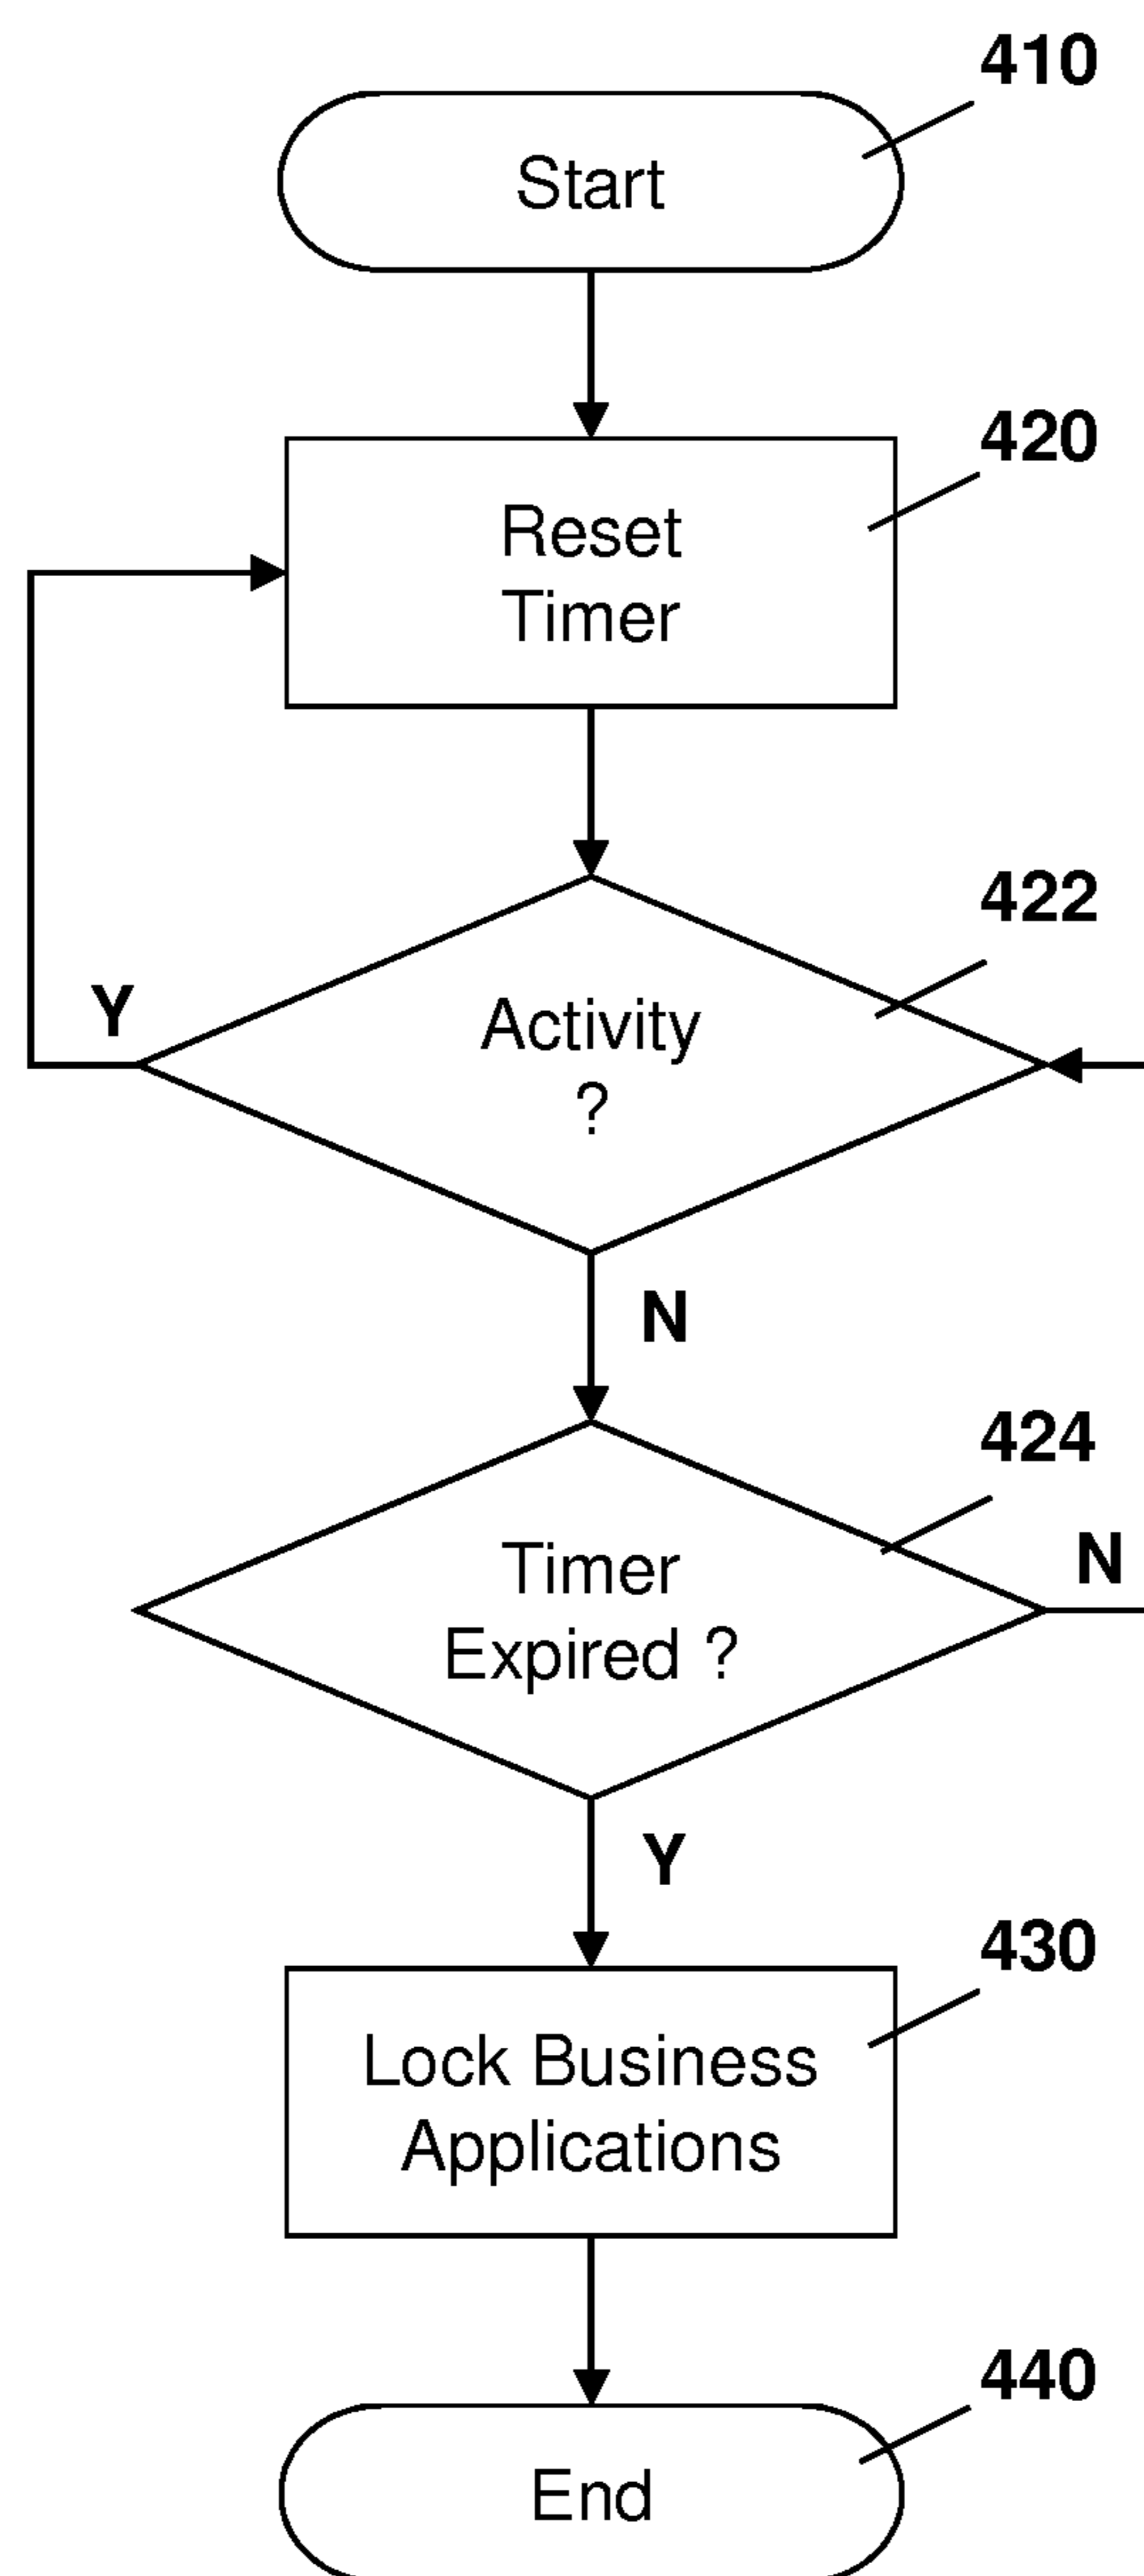 410
Start
420
Reset
Timer
422
Y
Activity
?
N
424
N
Timer
Expired ?
Y
430
Lock Business
Applications
440
End